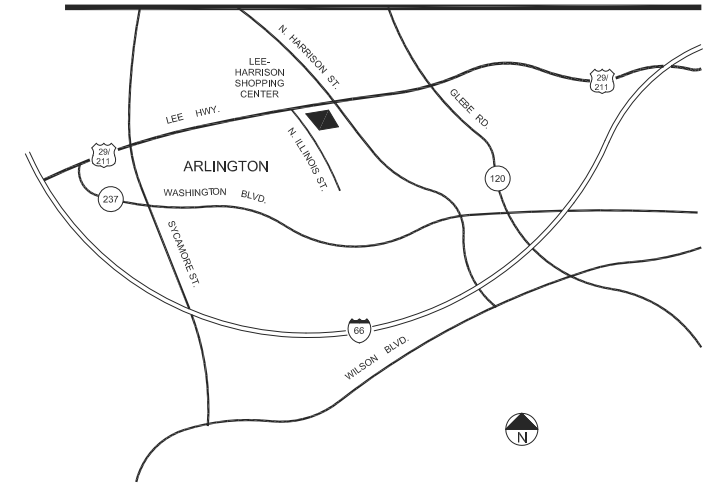 N. HARRISON ST.
LEE-
HARRISON
SHOPPING
CENTER
29/
211
GLEBE RD.
LEE HWY.
N. ILLINOIS ST.
29/
211
ARLINGTON
120
237
WASHINGTON BLVD.
SYCAMORE ST.
66
WILSON BLVD.
N